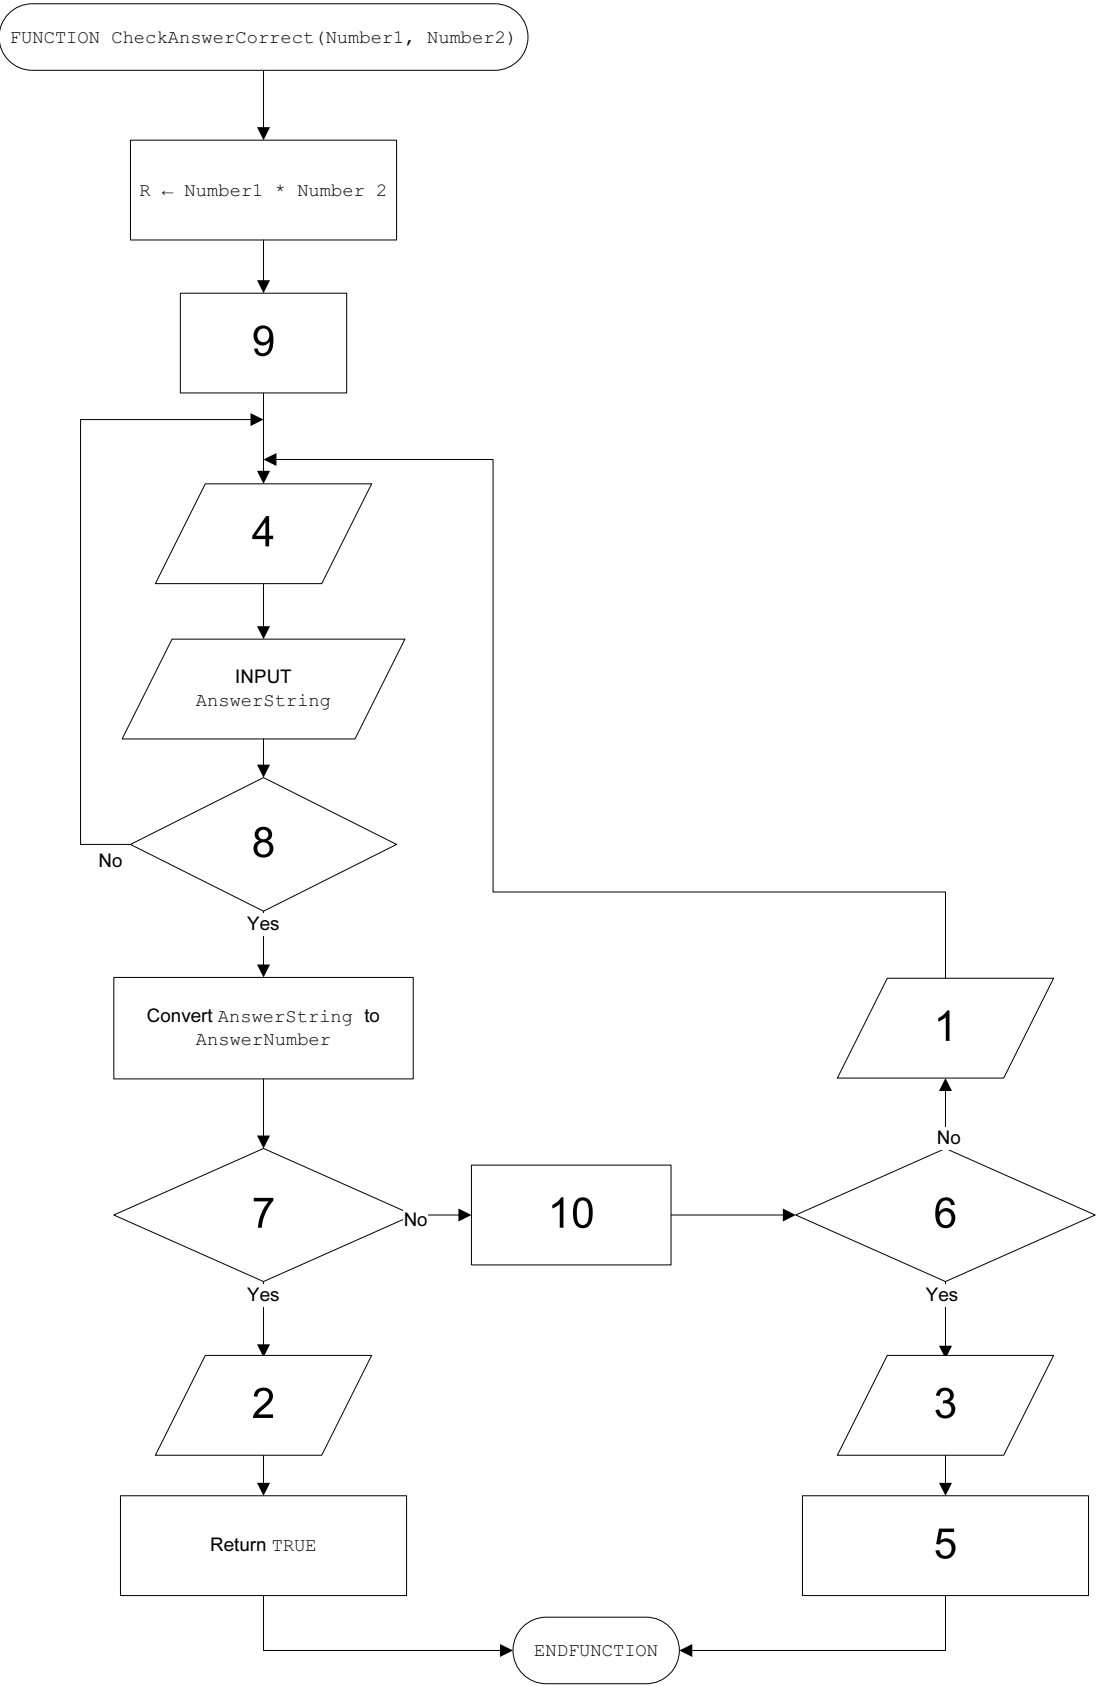 FUNCTION CheckAnswerCorrect(Number1, Number2)
R ← Number1 * Number 2
9
4
INPUT
AnswerString
8
No
Yes
Convert AnswerString to
AnswerNumber
1
No
7
No
10
6
Yes
Yes
2
3
Return TRUE
5
ENDFUNCTION